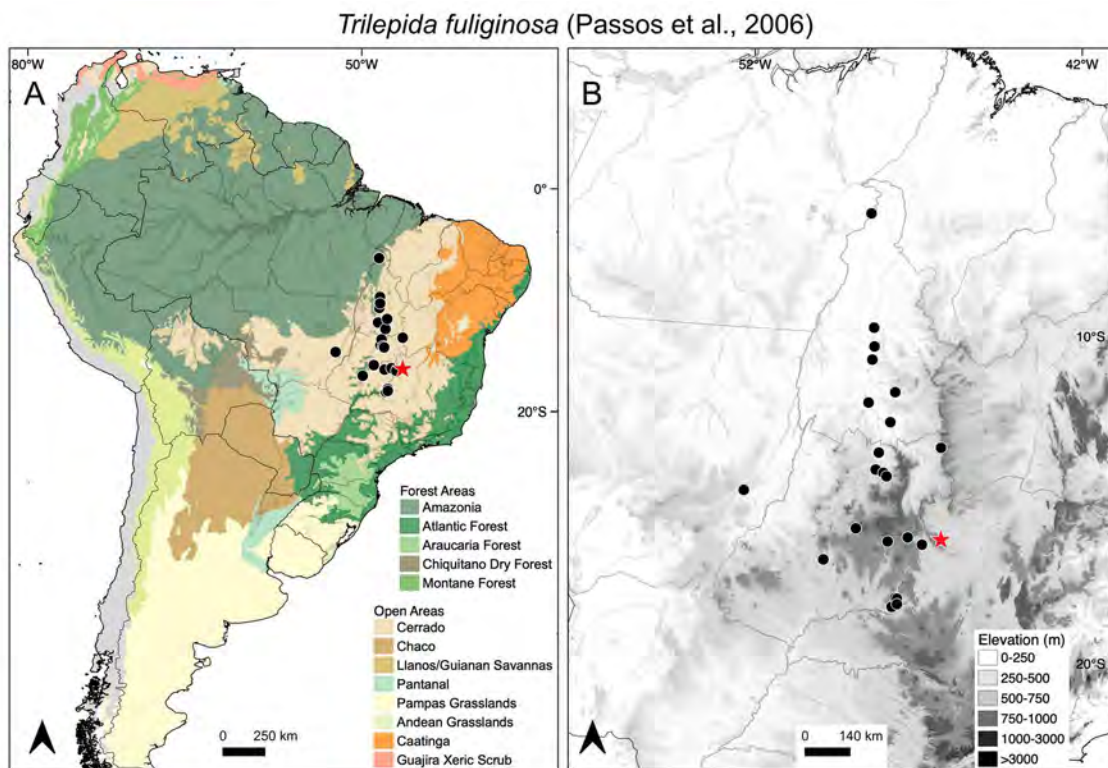 Trilepida fuliginosa (Passos et al., 2006)
80°W
50°W
A
0°
20°S
Forest Areas
Amazonia
Atlantic Forest
Araucaria Forest
Chiquitano Dry Forest
Montane Forest
Open Areas
Cerrado
Chaco
Llanos/Guianan Savannas
Pantanal
Pampas Grasslands
Andean Grasslands
Caatinga
Guajira Xeric Scrub
0 250 km
52°W
42°W
B
10°S
20°S
Elevation (m)
0-250
250-500
500-750
750-1000
1000-3000
>3000
0 140 km